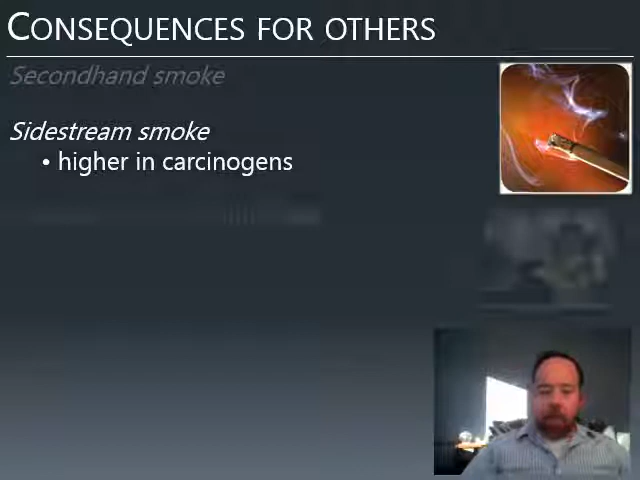 CONSEQUENCES FOR OTHERS
Secondhand smoke
Sidestream smoke
• higher in carcinogens